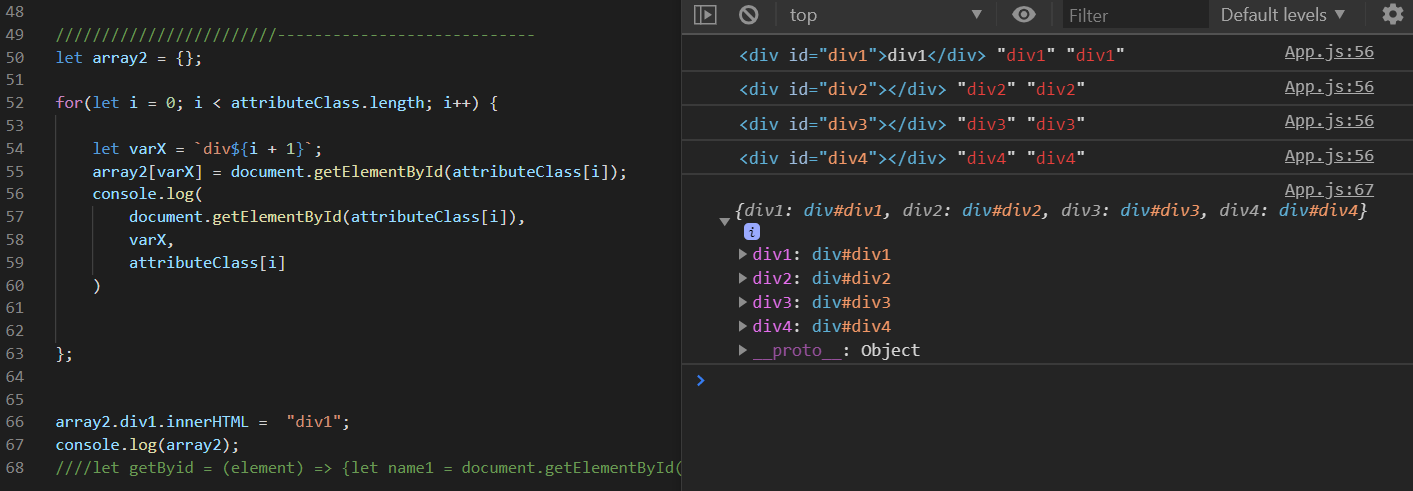 48
49 ////////////////////////----------------------------
50 let array2 = {};
51
52 for(let i = 0; i < attributeClass.length; i++) {
53
54 let varX = `div${i + 1}`;
55 array2[varX] = document.getElementById(attributeClass[i]);
56 console.log(
57 document.getElementById(attributeClass[i]),
58 varX,
59 attributeClass[i]
60 )
61
62
63 };
64
65
66 array2.div1.innerHTML =  "div1";
67 console.log(array2);
68 ////let getByid = (element) => {let name1 = document.getElementById(
top Filter Default levels
<div id="div1">div1</div> "div1" "div1" App.js:56
<div id="div2"></div> "div2" "div2" App.js:56
<div id="div3"></div> "div3" "div3" App.js:56
<div id="div4"></div> "div4" "div4" App.js:56
App.js:67
{div1: div#div1, div2: div#div2, div3: div#div3, div4: div#div4}
i
div1: div#div1
div2: div#div2
div3: div#div3
div4: div#div4
__proto__: Object